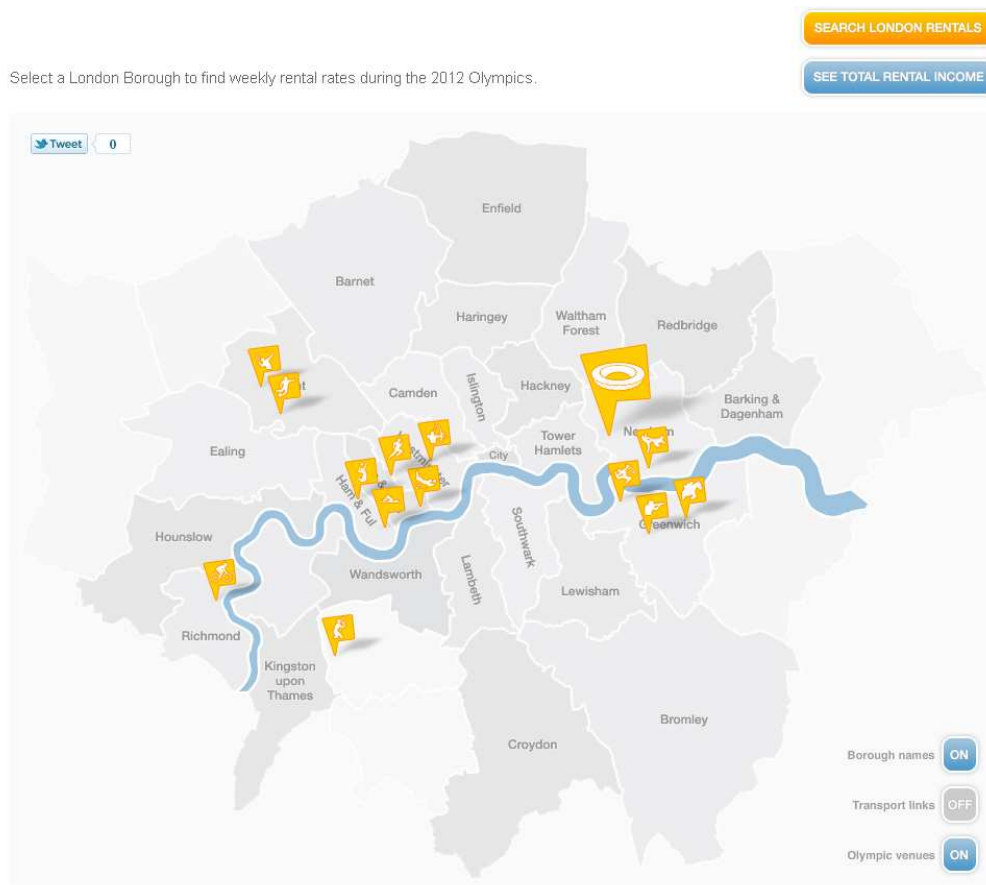 SEARCH LONDON RENTALS
Select a London Borough to find weekly rental rates during the 2012 Olympics.
SEE TOTAL RENTAL INCOME
Tweet 0
Enfield
Barnet
Haringey
Waltham
Forest
Redbridge
Camden
Islington
Hackney
Barking &
Dagenham
Ealing
City
Tower
Hamlets
Ham & Ful
Hounslow
Southwark
Greenwich
Wandsworth
Lambeth
Lewisham
Richmond
Kingston
upon
Thames
Croydon
Bromley
Borough names ON
Transport links OFF
Olympic venues ON